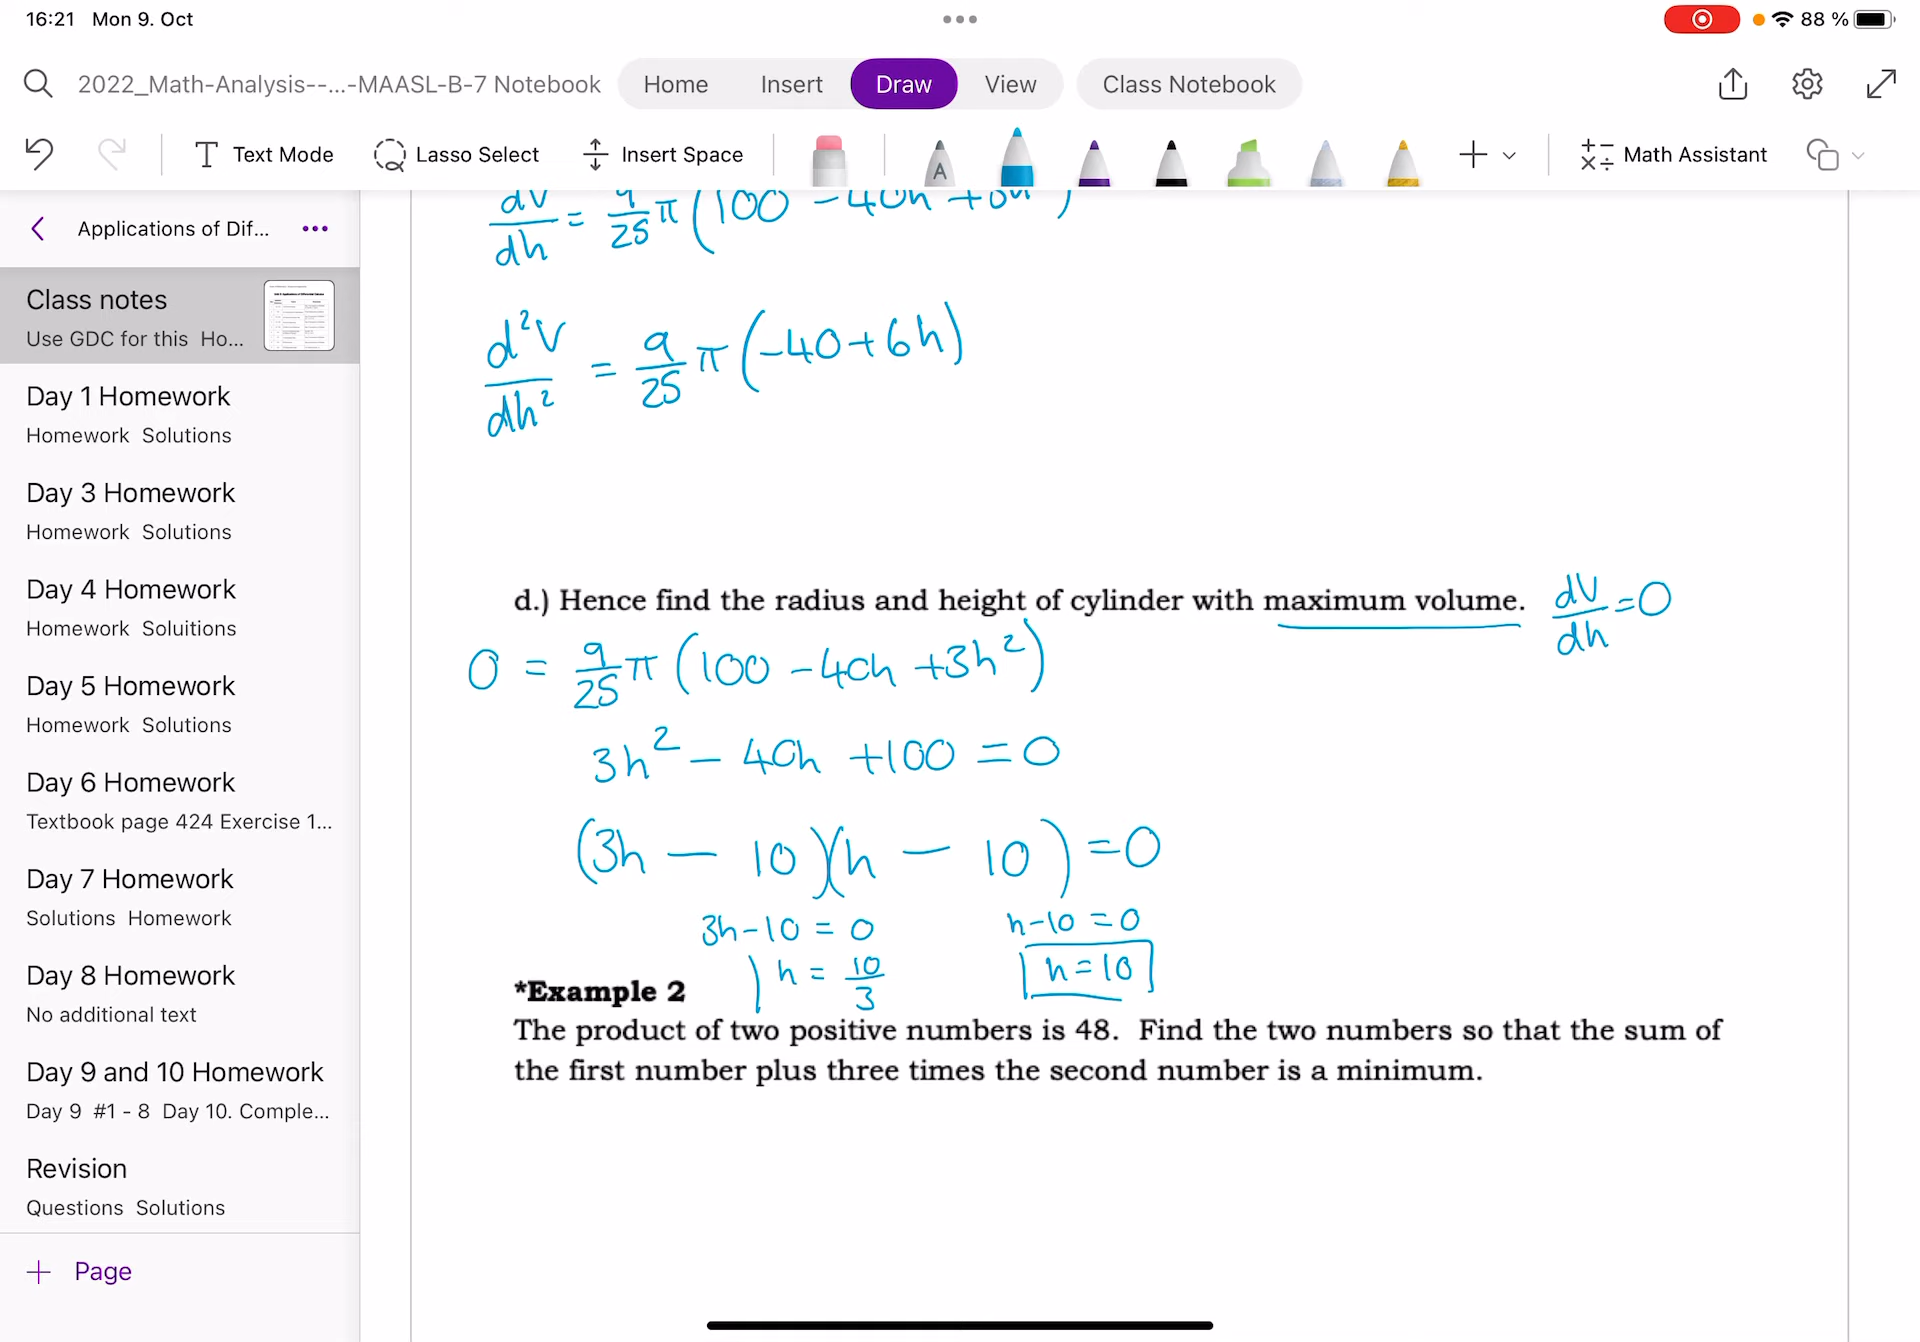 16:21 Mon 9. Oct
88 %
2022_Math-Analysis--...-MAASL-B-7 Notebook
Home Insert Draw View Class Notebook
Text Mode Lasso Select Insert Space A Math Assistant
Applications of Dif...
Class notes
Use GDC for this Ho...
Day 1 Homework
Homework Solutions
Day 3 Homework
Homework Solutions
Day 4 Homework
Homework Soluitions
Day 5 Homework
Homework Solutions
Day 6 Homework
Textbook page 424 Exercise 1...
Day 7 Homework
Solutions Homework
Day 8 Homework
No additional text
Day 9 and 10 Homework
Day 9 #1 - 8 Day 10. Comple...
Revision
Questions Solutions
Page
dV/dh = 9/25 π (100 - 40h +
d²V/dh² = 9/25 π (-40+6h)
d.) Hence find the radius and height of cylinder with maximum volume. dV/dh = 0
0 = 9/25 π (100 - 40h + 3h²)
3h² - 40h + 100 = 0
(3h - 10)(h - 10) = 0
3h-10 = 0 h-10 = 0
h = 10/3 h = 10
*Example 2
The product of two positive numbers is 48. Find the two numbers so that the sum of
the first number plus three times the second number is a minimum.